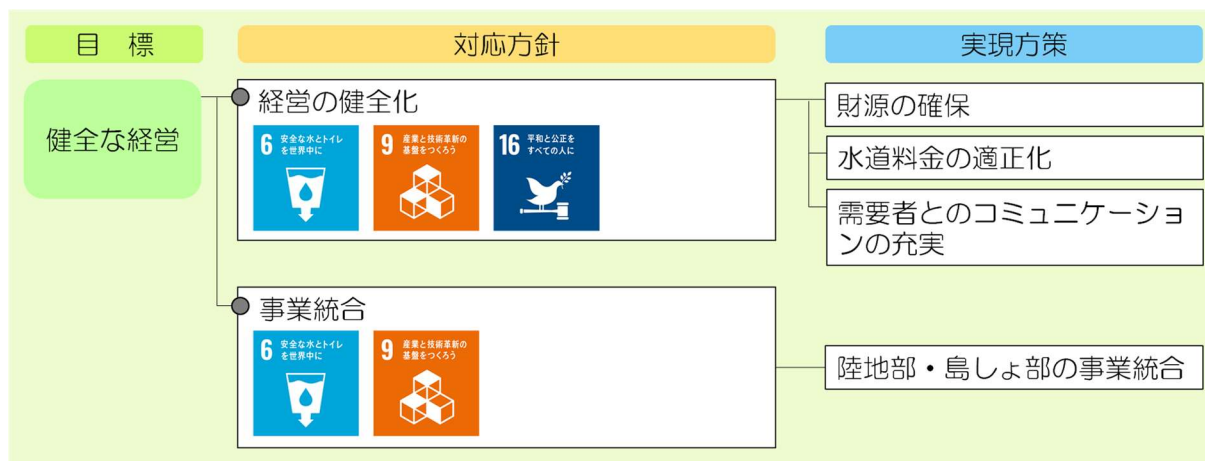 目 標
対応方針
実現方策
健全な経営
経営の健全化
6 安全な水とトイレ
を世界中に
9 産業と技術革新の
基盤をつくろう
16 平和と公正を
すべての人に
財源の確保
水道料金の適正化
需要者とのコミュニケーショ
ンの充実
事業統合
6 安全な水とトイレ
を世界中に
9 産業と技術革新の
基盤をつくろう
陸地部・島しょ部の事業統合